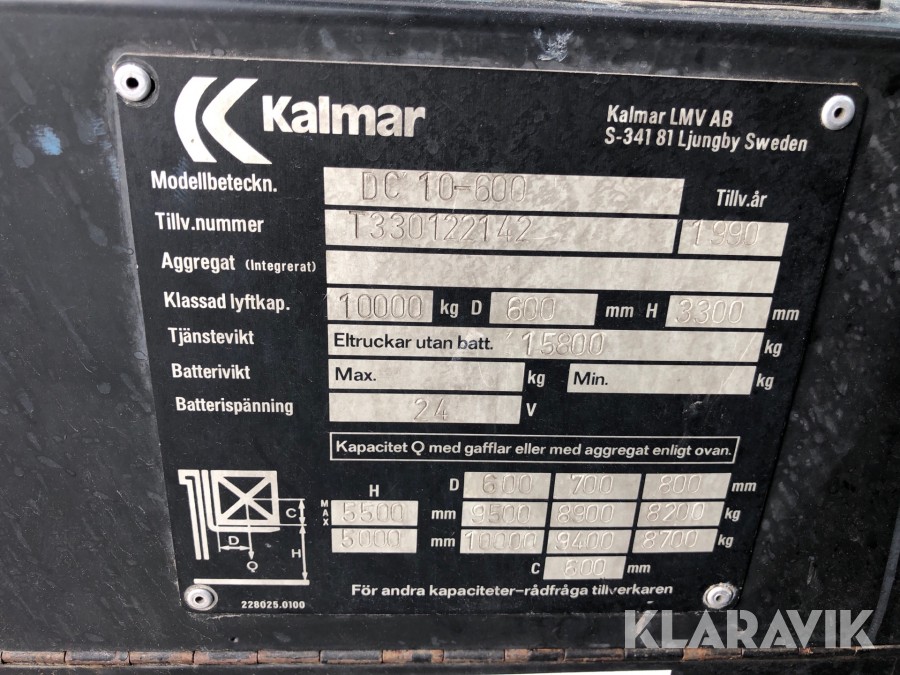 Kalmar
Kalmar LMV AB
S-341 81 Ljungby Sweden
Modellbeteckn. DC 10-600 Tillv.år
Tillv.nummer T330122142 1990
Aggregat (Integrerat)
Klassad lyftkap. 10000 kg D 600 mm H 3300 mm
Tjänstevikt Eltruckar utan batt. 15800 kg
Batterivikt Max. kg Min. kg
Batterispänning 24 V
Kapacitet Q med gafflar eller med aggregat enligt ovan.
H D 600 700 800 mm
MAX 5500 mm 9500 8900 8200 kg
5000 mm 10000 9400 8700 kg
C 600 mm
C
D
H
Q
För andra kapaciteter-rådfråga tillverkaren
228025.0100
KLARAVIK